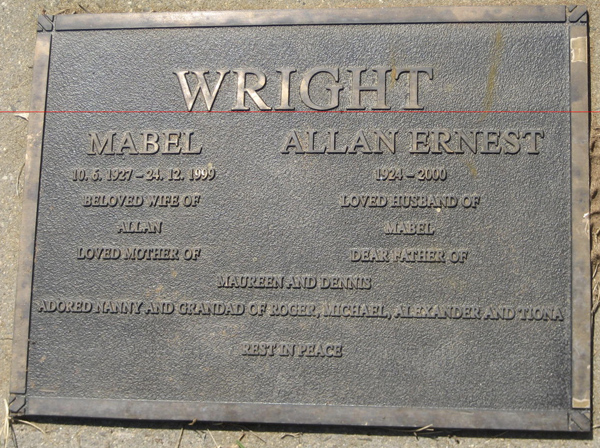 WRIGHT
MABEL
10. 6. 1927 – 24. 12. 1999
BELOVED WIFE OF
ALLAN
LOVED MOTHER OF
ALLAN ERNEST
1924 – 2000
LOVED HUSBAND OF
MABEL
DEAR FATHER OF
MAUREEN AND DENNIS
ADORED NANNY AND GRANDAD OF ROGER, MICHAEL, ALEXANDER AND TIONA
REST IN PEACE